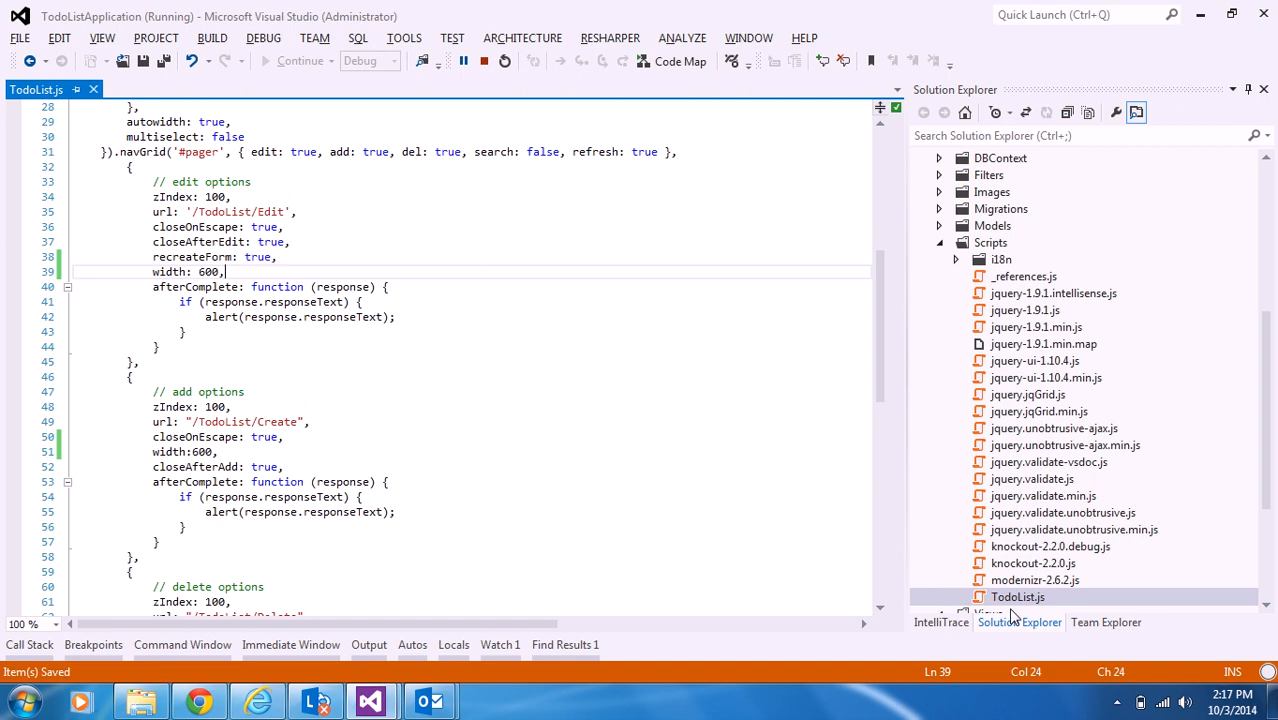 TodoListApplication (Running) - Microsoft Visual Studio (Administrator)
Quick Launch (Ctrl+Q)
FILE EDIT VIEW PROJECT BUILD DEBUG TEAM SQL TOOLS TEST ARCHITECTURE RESHARPER ANALYZE WINDOW HELP
Continue Debug Code Map
TodoList.js
28 },
29 autowidth: true,
30 multiselect: false
31 }).navGrid('#pager', { edit: true, add: true, del: true, search: false, refresh: true },
32 {
33 // edit options
34 zIndex: 100,
35 url: '/TodoList/Edit',
36 closeOnEscape: true,
37 closeAfterEdit: true,
38 recreateForm: true,
39 width: 600,
40 afterComplete: function (response) {
41 if (response.responseText) {
42 alert(response.responseText);
43 }
44 }
45 },
46 {
47 // add options
48 zIndex: 100,
49 url: "/TodoList/Create",
50 closeOnEscape: true,
51 width:600,
52 closeAfterAdd: true,
53 afterComplete: function (response) {
54 if (response.responseText) {
55 alert(response.responseText);
56 }
57 }
58 },
59 {
60 // delete options
61 zIndex: 100,
100 %
Solution Explorer
Search Solution Explorer (Ctrl+;)
DBContext
Filters
Images
Migrations
Models
Scripts
i18n
_references.js
jquery-1.9.1.intellisense.js
jquery-1.9.1.js
jquery-1.9.1.min.js
jquery-1.9.1.min.map
jquery-ui-1.10.4.js
jquery-ui-1.10.4.min.js
jquery.jqGrid.js
jquery.jqGrid.min.js
jquery.unobtrusive-ajax.js
jquery.unobtrusive-ajax.min.js
jquery.validate-vsdoc.js
jquery.validate.js
jquery.validate.min.js
jquery.validate.unobtrusive.js
jquery.validate.unobtrusive.min.js
knockout-2.2.0.debug.js
knockout-2.2.0.js
modernizr-2.6.2.js
TodoList.js
IntelliTrace Solution Explorer Team Explorer
Call Stack Breakpoints Command Window Immediate Window Output Autos Locals Watch 1 Find Results 1
Item(s) Saved Ln 39 Col 24 Ch 24 INS
2:17 PM
10/3/2014